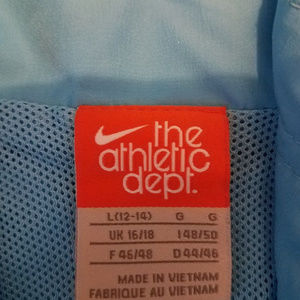 the
athletic
dept.
L(12-14) G G
UK 16/18 I 48/50
F 46/48 D 44/46
MADE IN VIETNAM
FABRIQUE AU VIETNAM